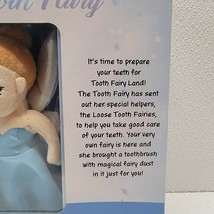 Tooth Fairy
It's time to prepare
your teeth for
Tooth Fairy Land!
The Tooth Fairy has sent
out her special helpers,
the Loose Tooth Fairies,
to help you take good care
of your teeth. Your very
own fairy is here and
she brought a toothbrush
with magical fairy dust
in it just for you!